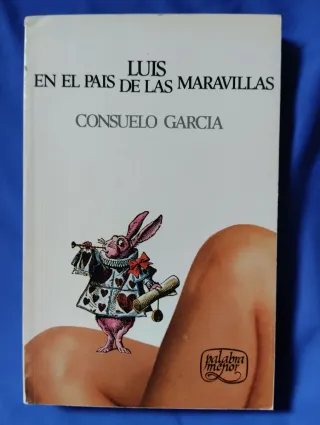 LUIS
EN EL PAIS DE LAS MARAVILLAS
CONSUELO GARCIA
palabra
menor